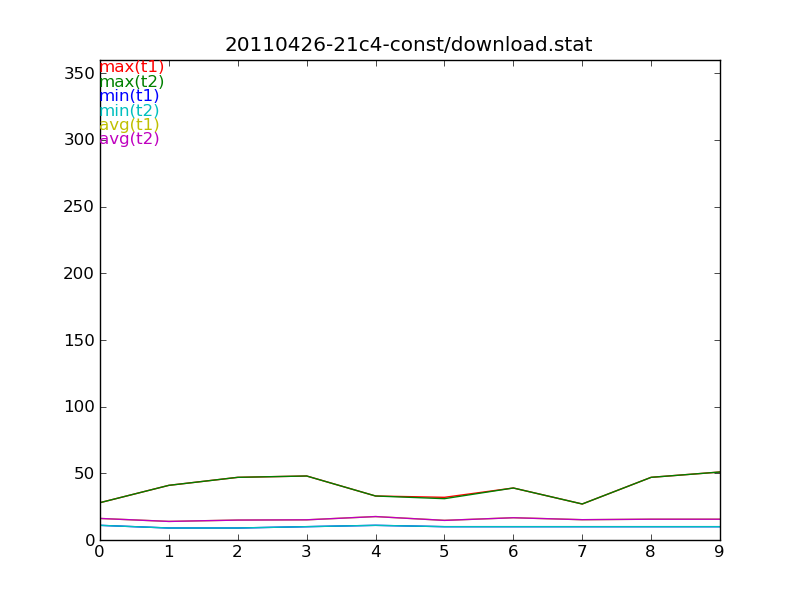 20110426-21c4-const/download.stat
max(t1)
max(t2)
min(t1)
min(t2)
avg(t1)
avg(t2)
350
300
250
200
150
100
50
0
0 1 2 3 4 5 6 7 8 9